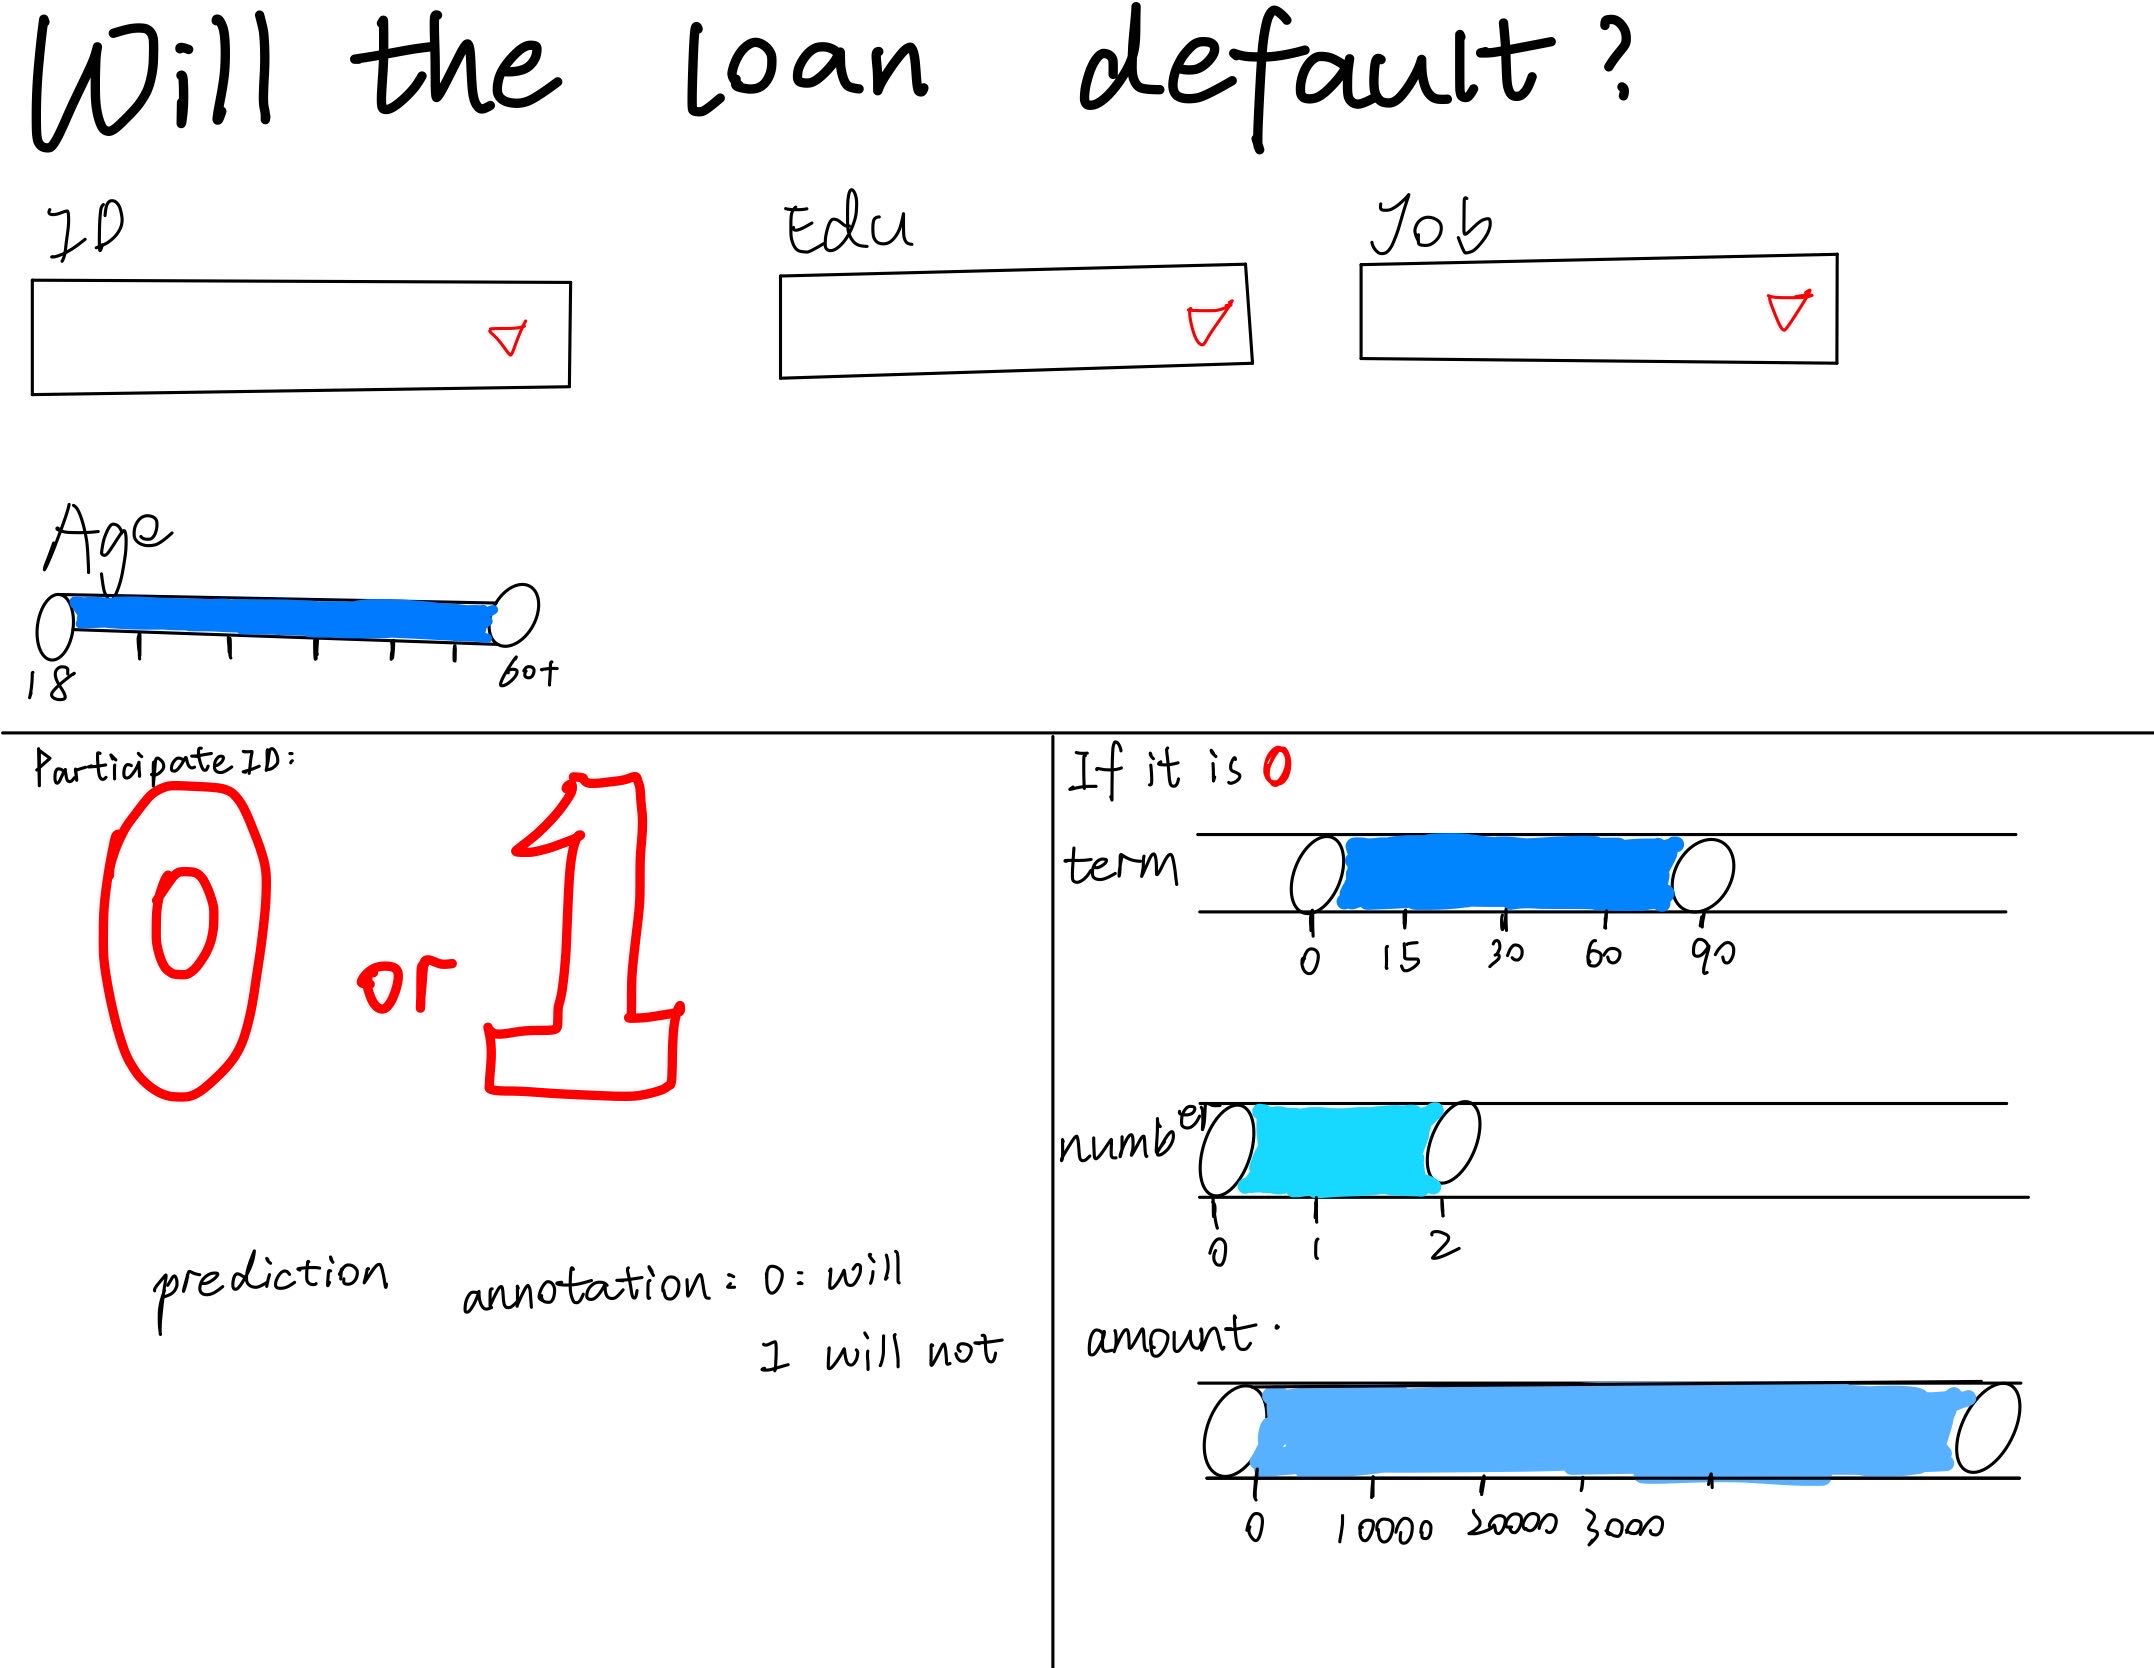 Will the loan default?
ID
Edu
Job
Age
18 60+
Participate ID:
0 or 1
prediction annotation: 0: will
1 will not
If it is 0
term
0 15 30 60 90
number
0 1 2
amount:
0 10000 20000 30000